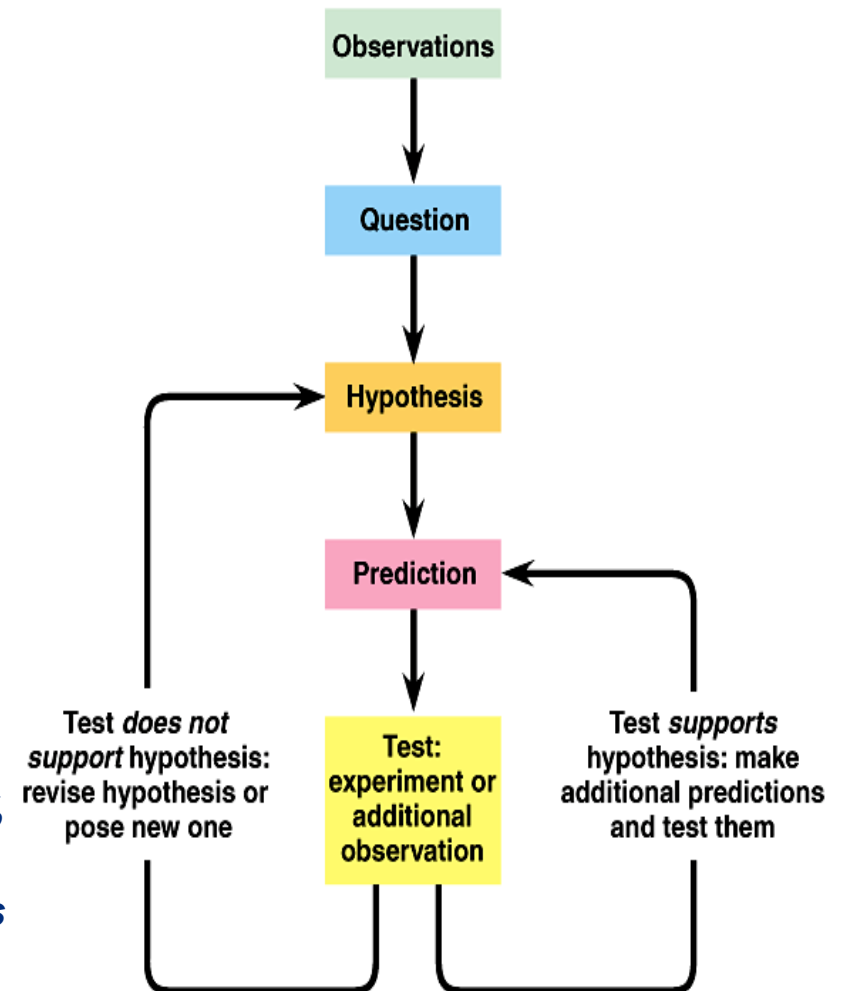 Observations
Question
Hypothesis
Prediction
Test does not
support hypothesis:
revise hypothesis or
pose new one
Test:
experiment or
additional
observation
Test supports
hypothesis: make
additional predictions
and test them
s